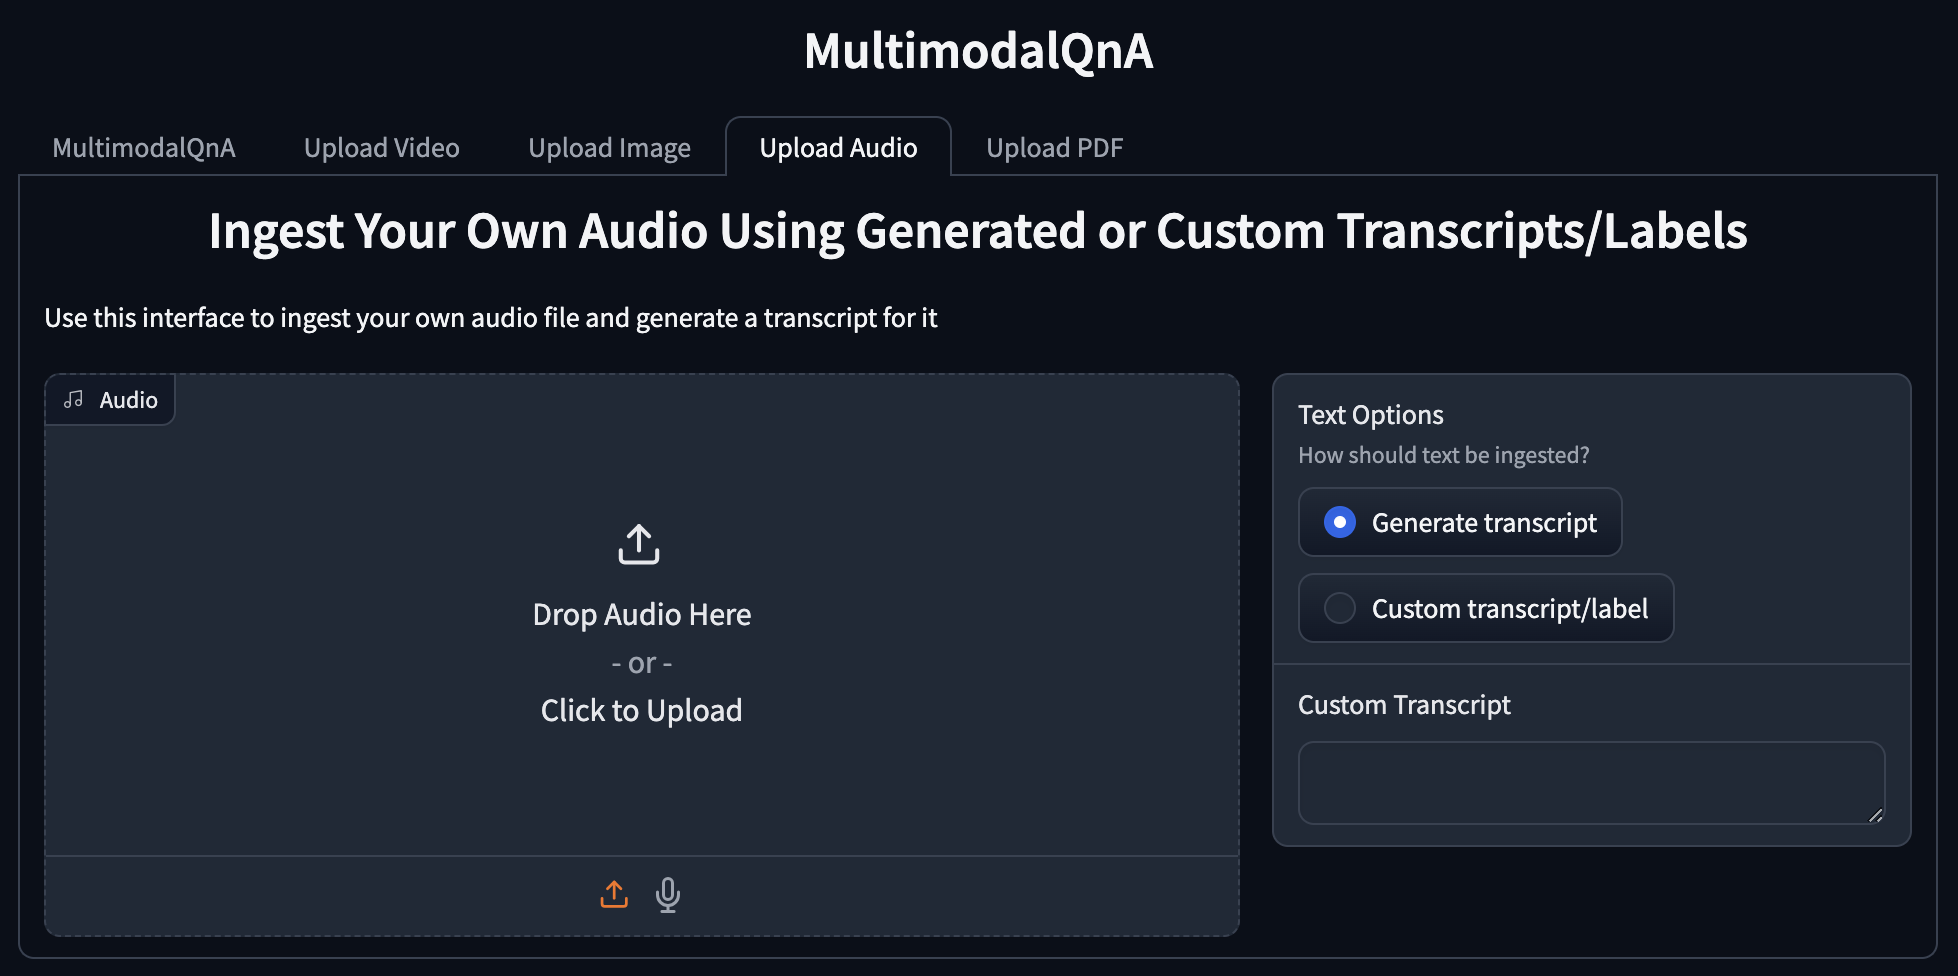 MultimodalQnA
MultimodalQnA
Upload Video
Upload Image
Upload Audio
Upload PDF
Ingest Your Own Audio Using Generated or Custom Transcripts/Labels
Use this interface to ingest your own audio file and generate a transcript for it
Audio
Drop Audio Here
- or -
Click to Upload
Text Options
How should text be ingested?
Generate transcript
Custom transcript/label
Custom Transcript